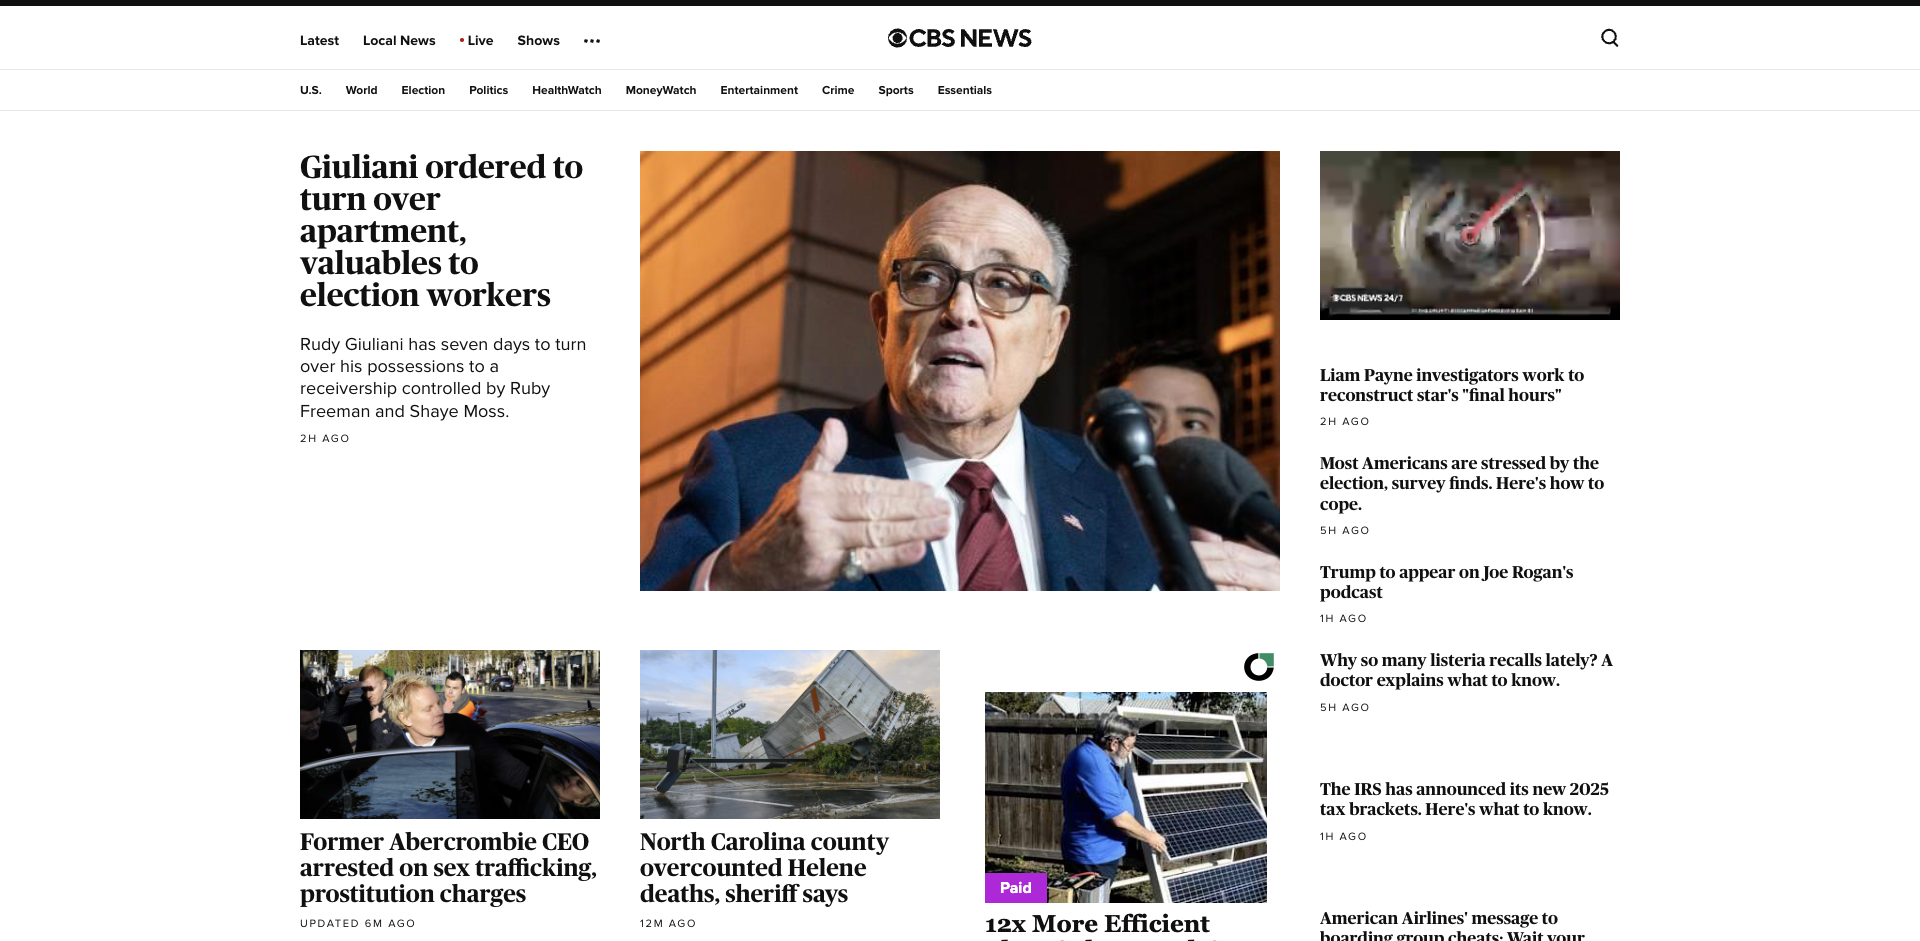 Latest
Local News
Live
Shows
CBS NEWS
U.S.
World
Election
Politics
HealthWatch
MoneyWatch
Entertainment
Crime
Sports
Essentials
Giuliani ordered to
turn over
apartment,
valuables to
election workers
Rudy Giuliani has seven days to turn
over his possessions to a
receivership controlled by Ruby
Freeman and Shaye Moss.
2H AGO
CBS NEWS 24/7
Liam Payne investigators work to
reconstruct star's "final hours"
2H AGO
Most Americans are stressed by the
election, survey finds. Here's how to
cope.
5H AGO
Trump to appear on Joe Rogan's
podcast
1H AGO
Why so many listeria recalls lately? A
doctor explains what to know.
5H AGO
The IRS has announced its new 2025
tax brackets. Here's what to know.
1H AGO
American Airlines' message to
boarding group cheats: Wait your
Former Abercrombie CEO
arrested on sex trafficking,
prostitution charges
UPDATED 6M AGO
North Carolina county
overcounted Helene
deaths, sheriff says
12M AGO
Paid
12x More Efficient